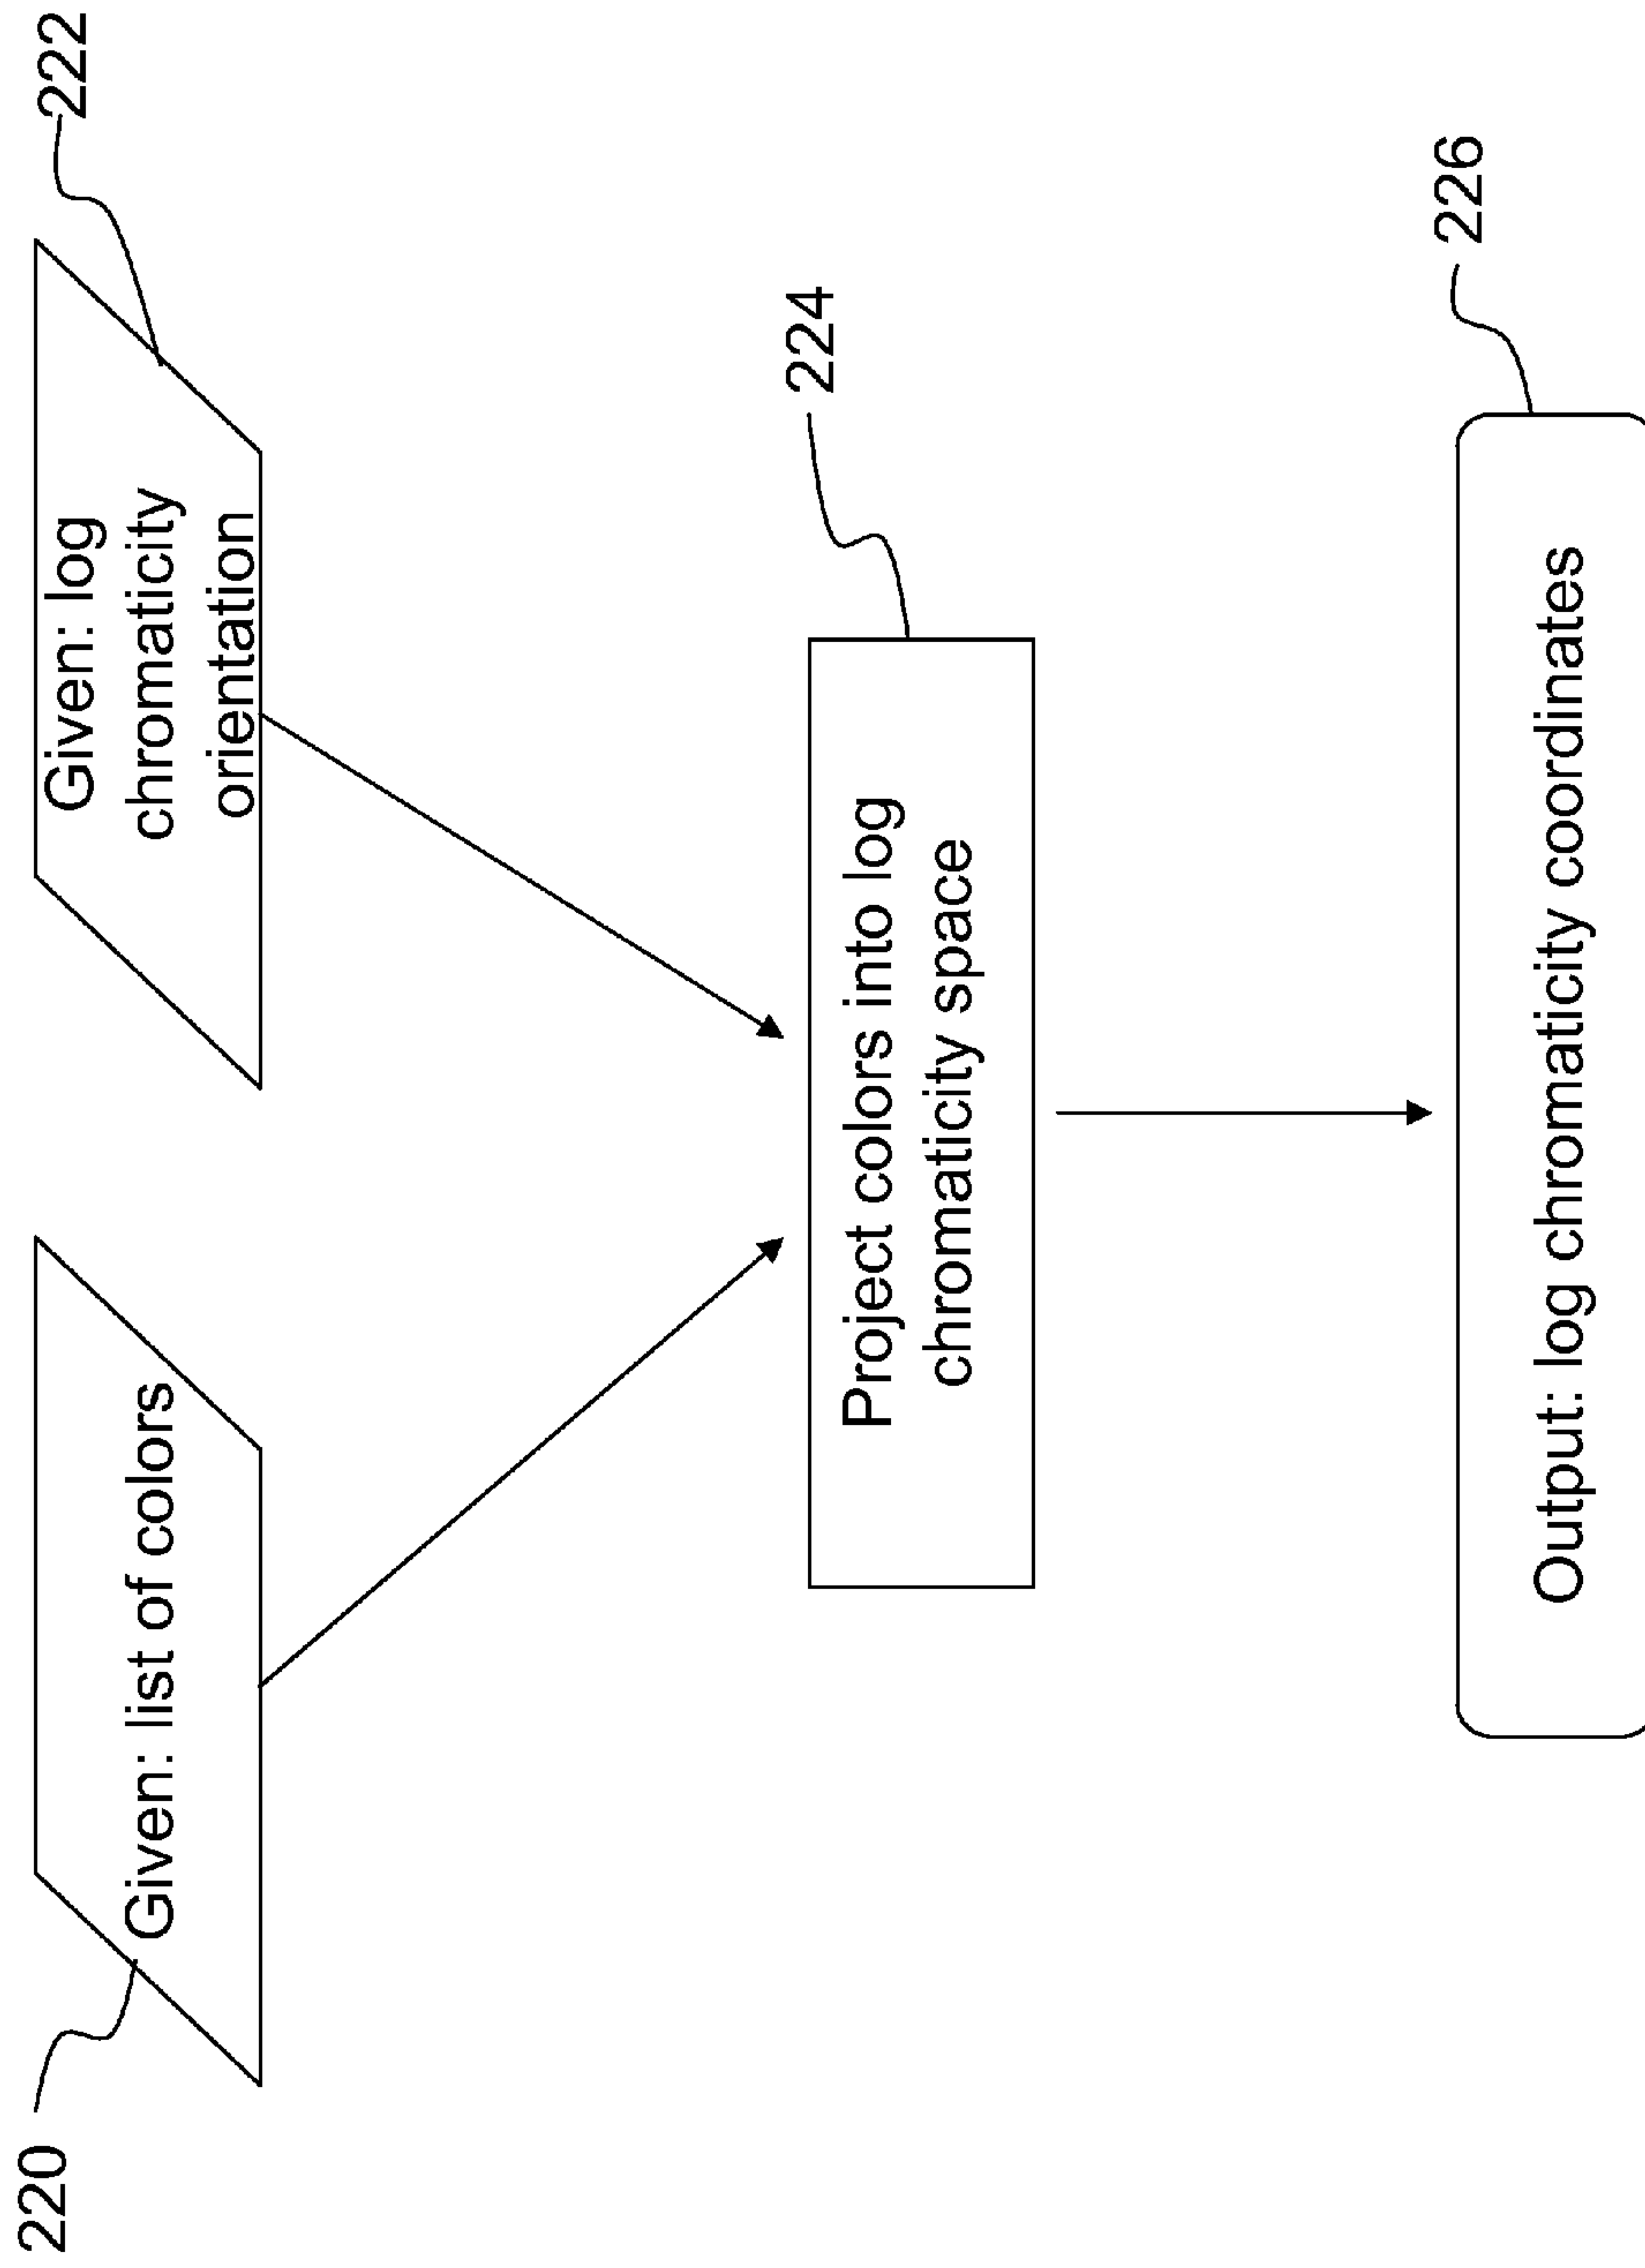 220
Given: list of colors
Given: log
chromaticity
orientation
222
Project colors into log
chromaticity space
224
Output: log chromaticity coordinates
226